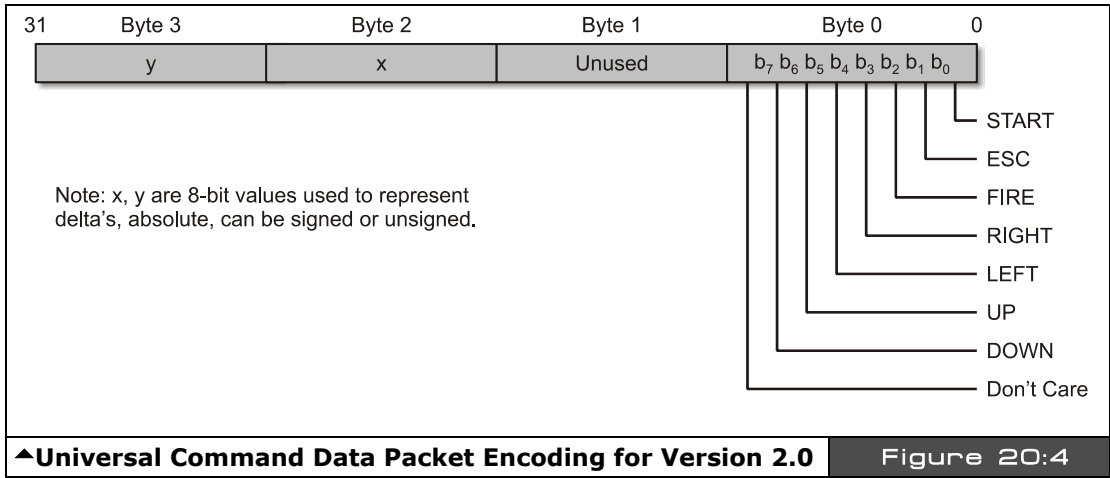 31 Byte 3 Byte 2 Byte 1 Byte 0 0
y x Unused b₇ b₆ b₅ b₄ b₃ b₂ b₁ b₀
START
ESC
FIRE
RIGHT
LEFT
UP
DOWN
Don't Care
Note: x, y are 8-bit values used to represent
delta's, absolute, can be signed or unsigned.
▲Universal Command Data Packet Encoding for Version 2.0 Figure 20:4